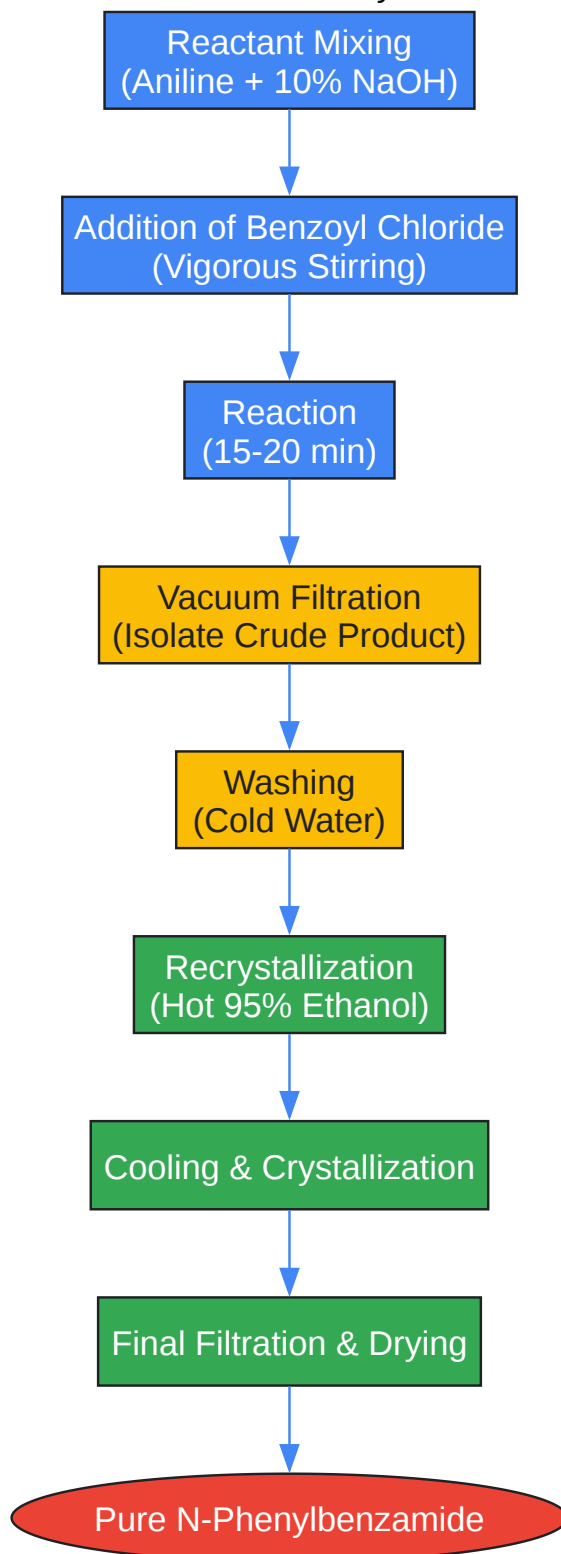 Reactant Mixing
(Aniline + 10% NaOH)
Addition of Benzoyl Chloride
(Vigorous Stirring)
Reaction
(15-20 min)
Vacuum Filtration
(Isolate Crude Product)
Washing
(Cold Water)
Recrystallization
(Hot 95% Ethanol)
Cooling & Crystallization
Final Filtration & Drying
Pure N-Phenylbenzamide